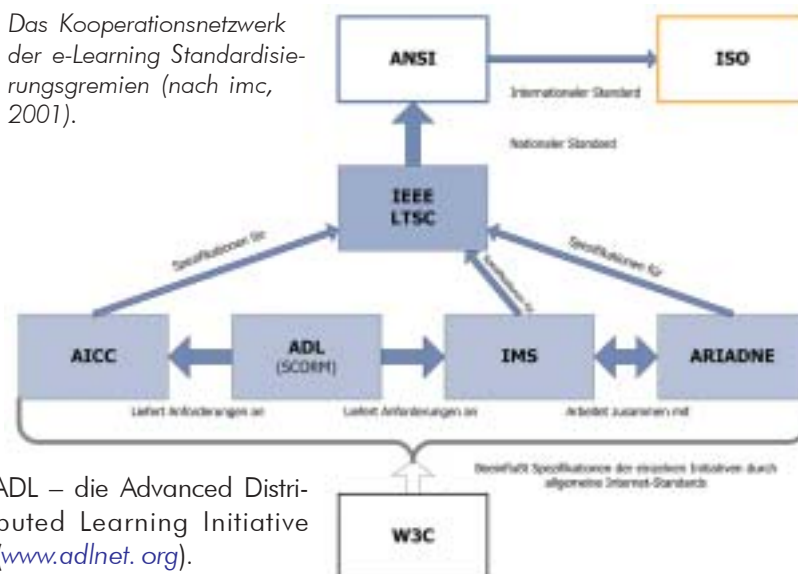 Das Kooperationsnetzwerk
der e-Learning Standardisie-
rungsgremien (nach imc,
2001).
ANSI
ISO
Internationaler Standard
Nationaler Standard
IEEE
LTSC
Spezifikationen für
Spezifikationen für
Spezifikationen für
AICC
ADL
(SCORM)
IMS
ARIADNE
Liefert Anforderungen an
Liefert Anforderungen an
Arbeitet zusammen mit
Beeinflußt Spezifikationen der einzelnen Initiativen durch
allgemeine Internet-Standards
W3C
ADL – die Advanced Distri-
buted Learning Initiative
(www.adlnet. org).